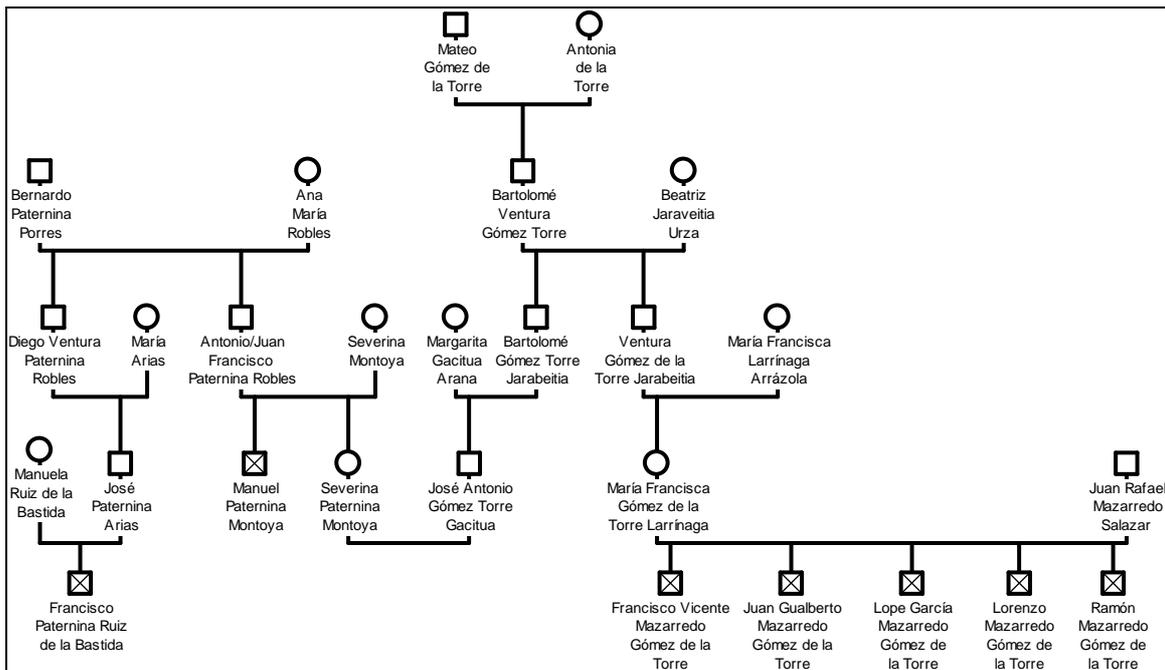 Mateo
Gómez de
la Torre
Antonia
de la
Torre
Bernardo
Paternina
Porres
Ana
María
Robles
Bartolomé
Ventura
Gómez Torre
Beatriz
Jaraveitia
Urza
Diego Ventura
Paternina
Robles
María
Arias
Antonio/Juan
Francisco
Paternina Robles
Severina
Montoya
Margarita
Gacitua
Arana
Bartolomé
Gómez Torre
Jarabeitia
Ventura
Gómez de la
Torre Jarabeitia
María Francisca
Larrínaga
Arrázola
Manuela
Ruiz de la
Bastida
José
Paternina
Arias
Manuel
Paternina
Montoya
Severina
Paternina
Montoya
José Antonio
Gómez Torre
Gacitua
María Francisca
Gómez de la
Torre Larrínaga
Juan Rafael
Mazarredo
Salazar
Francisco
Paternina Ruiz
de la Bastida
Francisco Vicente
Mazarredo
Gómez de la
Torre
Juan Gualberto
Mazarredo
Gómez de la
Torre
Lope García
Mazarredo
Gómez de
la Torre
Lorenzo
Mazarredo
Gómez de
la Torre
Ramón
Mazarredo
Gómez de
la Torre